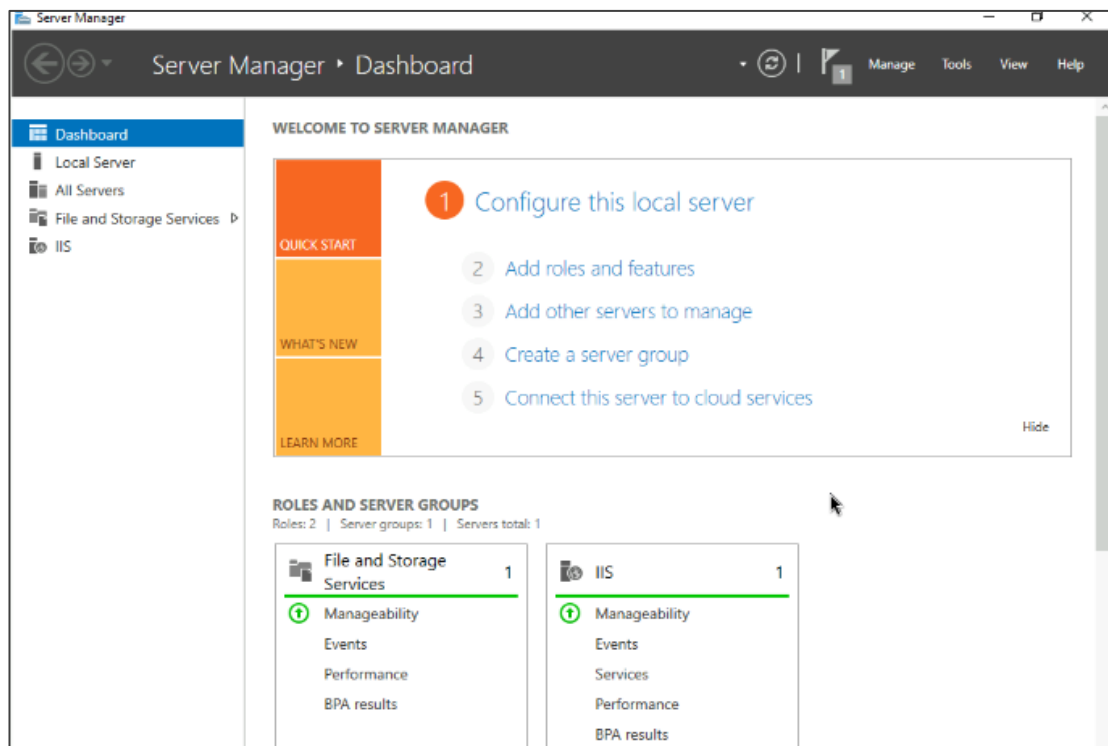 Server Manager
Server Manager ‣ Dashboard
1
Manage
Tools
View
Help
Dashboard
Local Server
All Servers
File and Storage Services
IIS
WELCOME TO SERVER MANAGER
QUICK START
WHAT'S NEW
LEARN MORE
1 Configure this local server
2 Add roles and features
3 Add other servers to manage
4 Create a server group
5 Connect this server to cloud services
Hide
ROLES AND SERVER GROUPS
Roles: 2 | Server groups: 1 | Servers total: 1
File and Storage
Services
1
Manageability
Events
Performance
BPA results
IIS 1
Manageability
Events
Services
Performance
BPA results